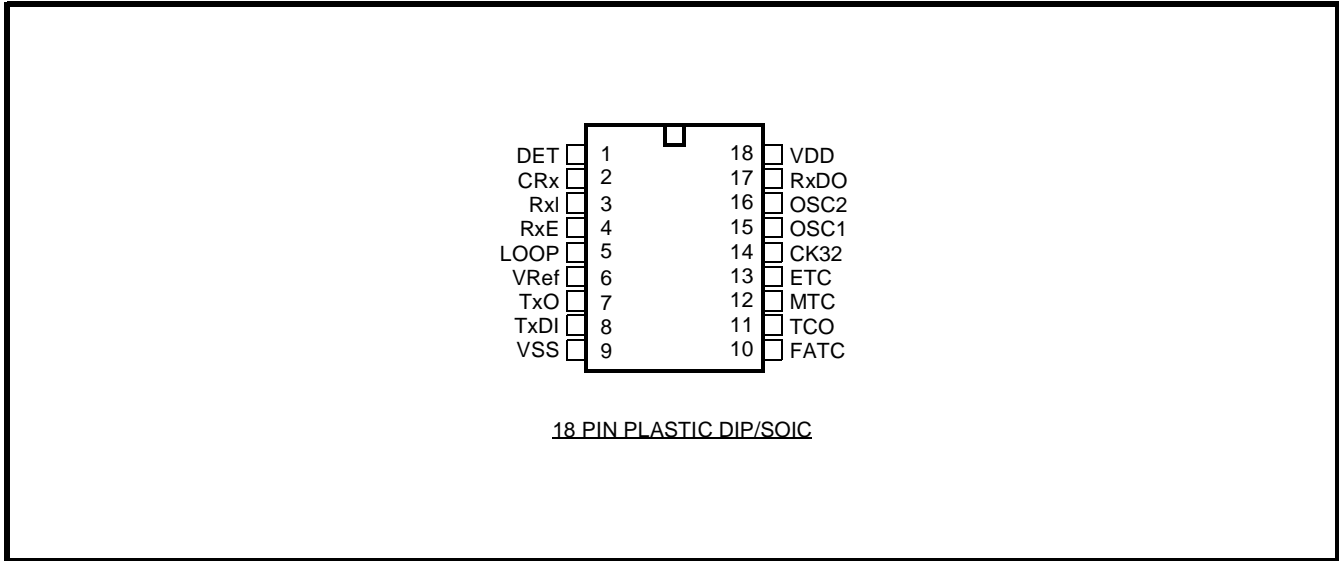 DET 1 18 VDD
CRx 2 17 RxDO
RxI 3 16 OSC2
RxE 4 15 OSC1
LOOP 5 14 CK32
VRef 6 13 ETC
TxO 7 12 MTC
TxDI 8 11 TCO
VSS 9 10 FATC
18 PIN PLASTIC DIP/SOIC